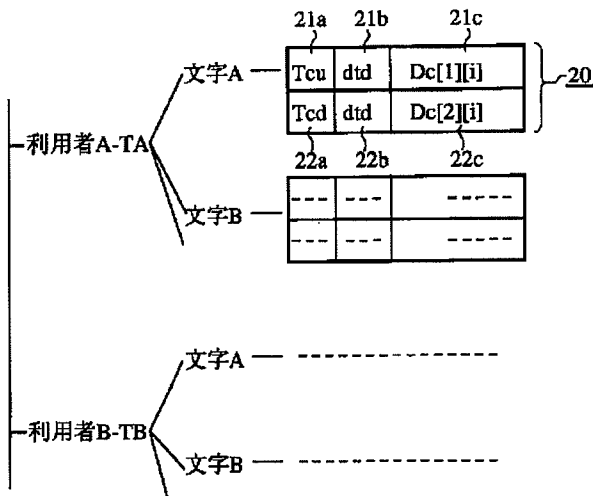 21a 21b 21c
文字A Tcu dtd Dc[1][i] 20
Tcd dtd Dc[2][i]
利用者A-TA 22a 22b 22c
文字B --- --- -----
--- --- -----
文字A
利用者B-TB
文字B